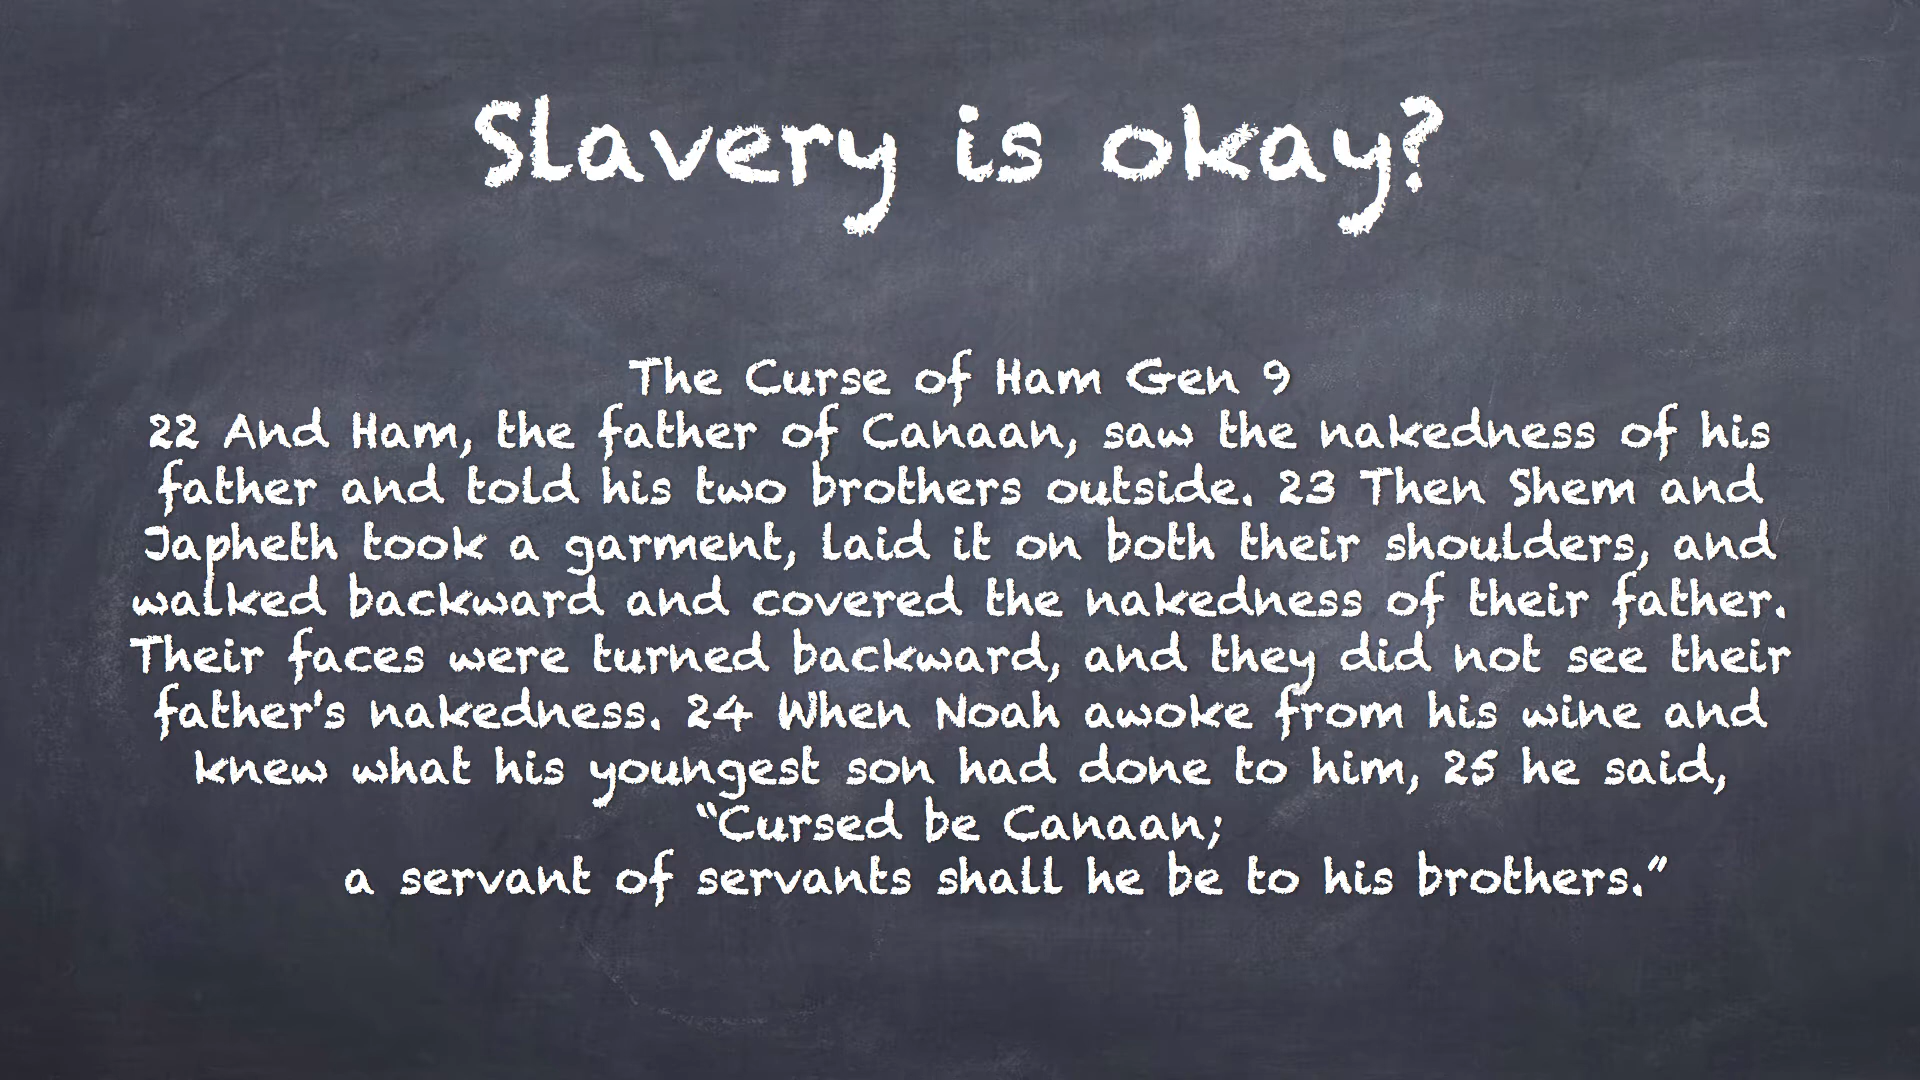 Slavery is okay?
The Curse of Ham Gen 9
22 And Ham, the father of Canaan, saw the nakedness of his
father and told his two brothers outside. 23 Then Shem and
Japheth took a garment, laid it on both their shoulders, and
walked backward and covered the nakedness of their father.
Their faces were turned backward, and they did not see their
father's nakedness. 24 When Noah awoke from his wine and
knew what his youngest son had done to him, 25 he said,
“Cursed be Canaan;
a servant of servants shall he be to his brothers.”